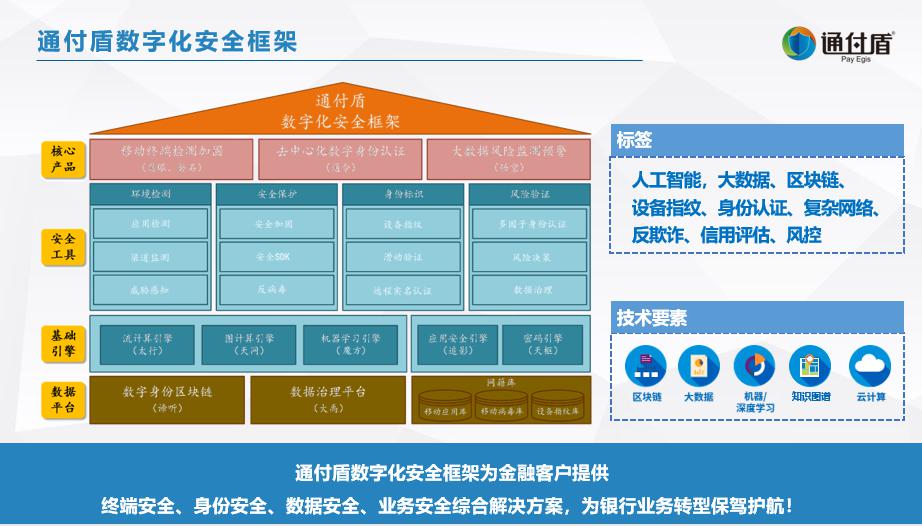 通付盾数字化安全框架
通付盾®
Pay Egis
通付盾
数字化安全框架
核心
产品
移动终端检测加固
去中心化数字身份认证
大数据风险监测预警
安全
工具
环境检测
安全保护
身份标识
风险验证
应用检测
安全加固
设备指纹
多因子身份认证
渠道监测
安全SDK
滑动验证
风险决策
威胁感知
反病毒
远程实名认证
数据治理
基础
引擎
流计算引擎
(太行)
图计算引擎
(天问)
机器学习引擎
(魔方)
应用安全引擎
(追影)
密码引擎
(天枢)
数据
平台
数字身份区块链
(谛听)
数据治理平台
(大禹)
网籍库
移动应用库
移动病毒库
设备指纹库
标签
人工智能,大数据、区块链、
设备指纹、身份认证、复杂网络、
反欺诈、信用评估、风控
技术要素
区块链
大数据
机器/
深度学习
知识图谱
云计算
通付盾数字化安全框架为金融客户提供
终端安全、身份安全、数据安全、业务安全综合解决方案,为银行业务转型保驾护航!